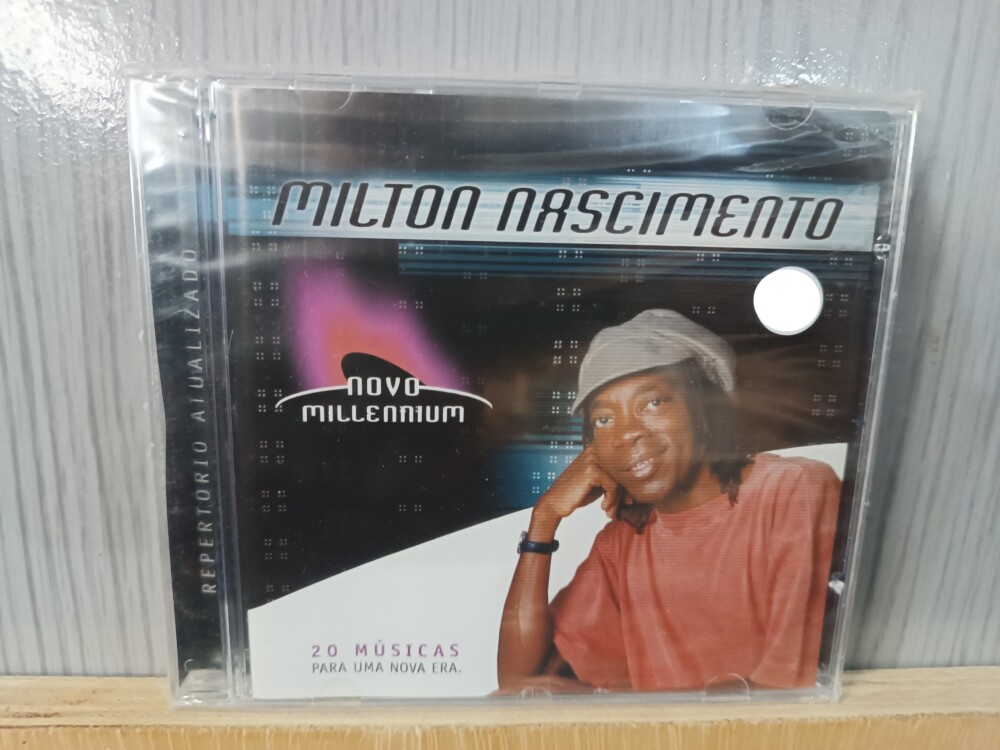 MILTON NASCIMENTO
NOVO
MILLENNIUM
REPERTÓRIO ATUALIZADO
20 MÚSICAS
PARA UMA NOVA ERA.